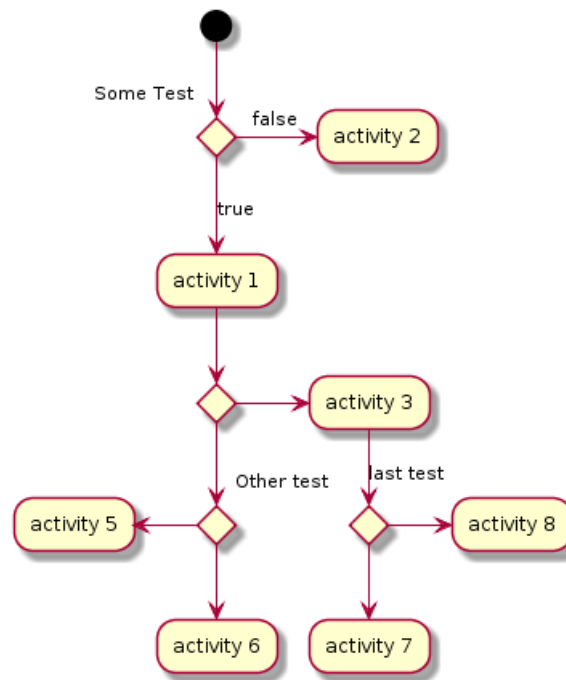 Some Test
false
activity 2
true
activity 1
activity 3
Other test
last test
activity 5
activity 8
activity 6
activity 7